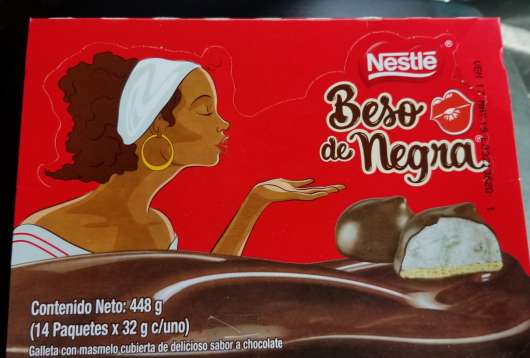 Nestlé®
Beso
de Negra
Contenido Neto: 448 g
(14 Paquetes x 32 g c/uno)
Galleta con masmelo cubierta de delicioso sabor a chocolate